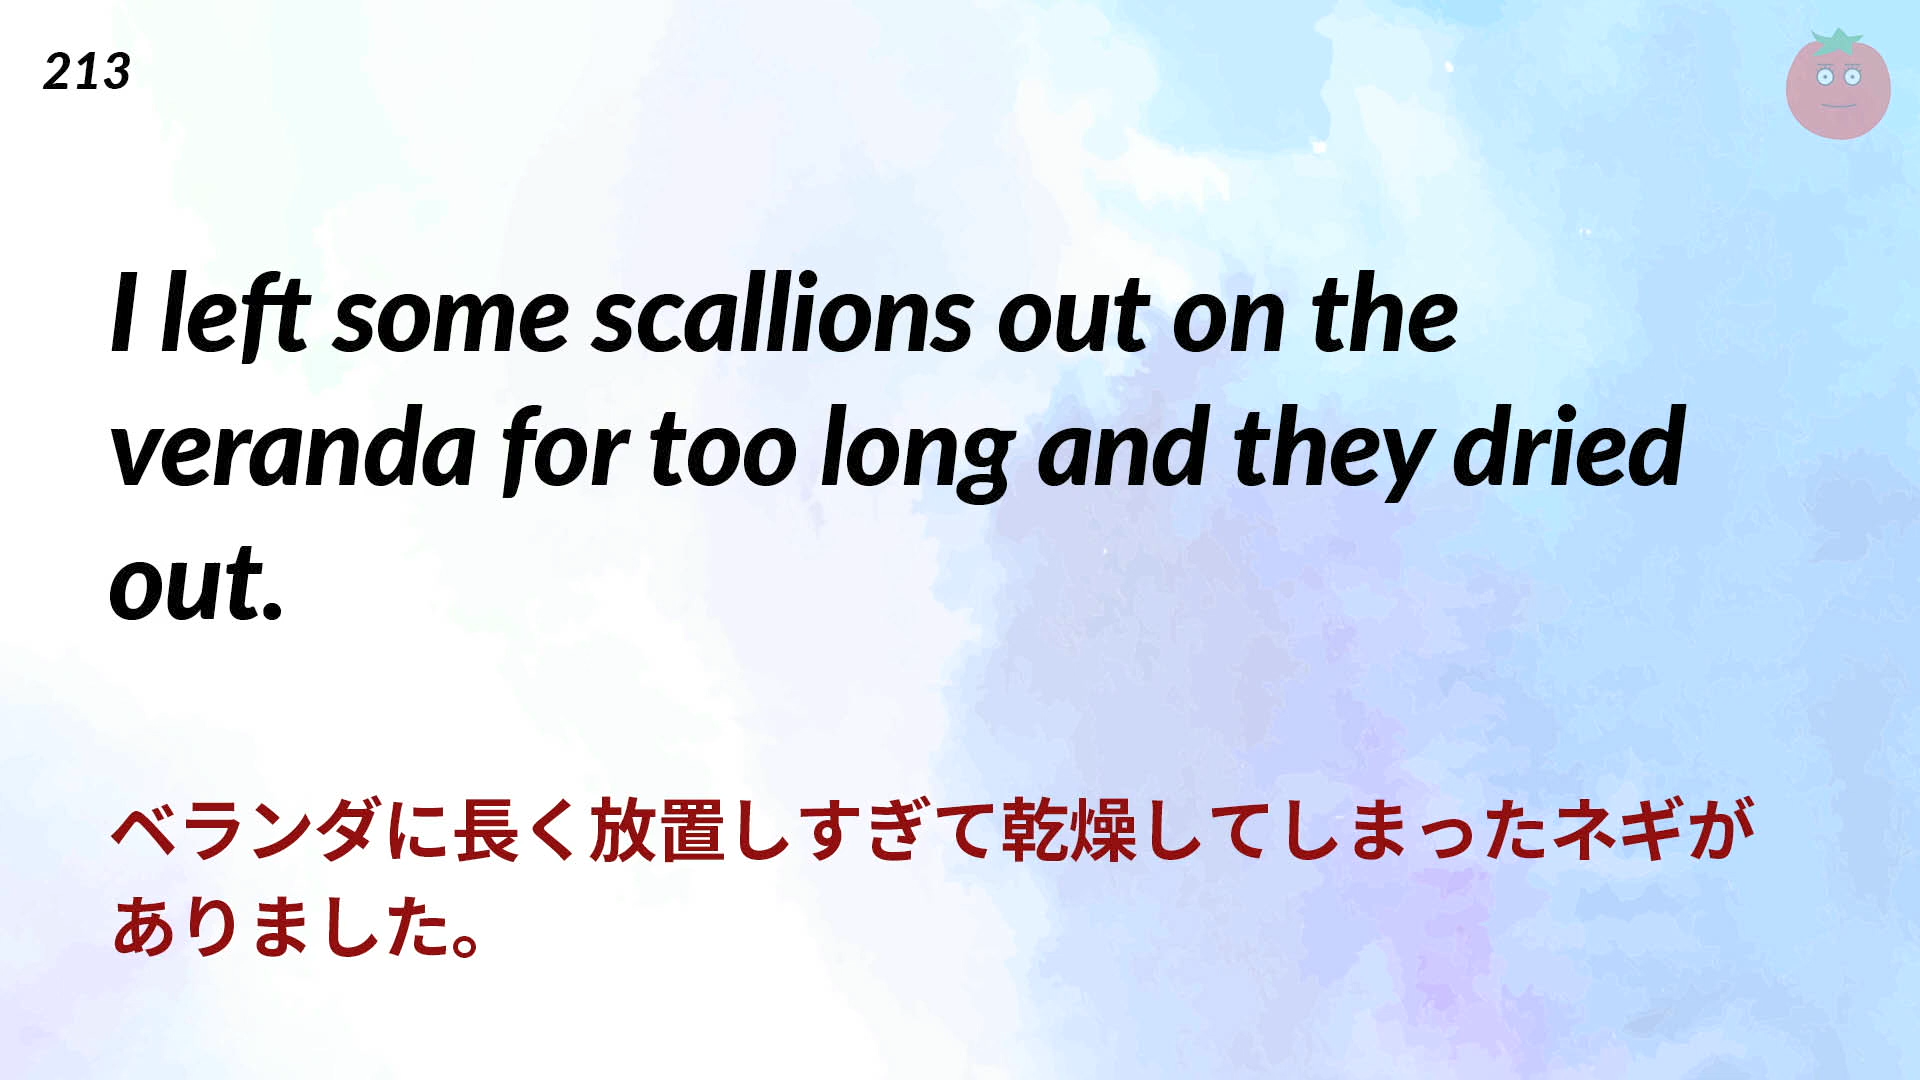 213
I left some scallions out on the
veranda for too long and they dried
out.
ベランダに長く放置しすぎて乾燥してしまったネギが
ありました。